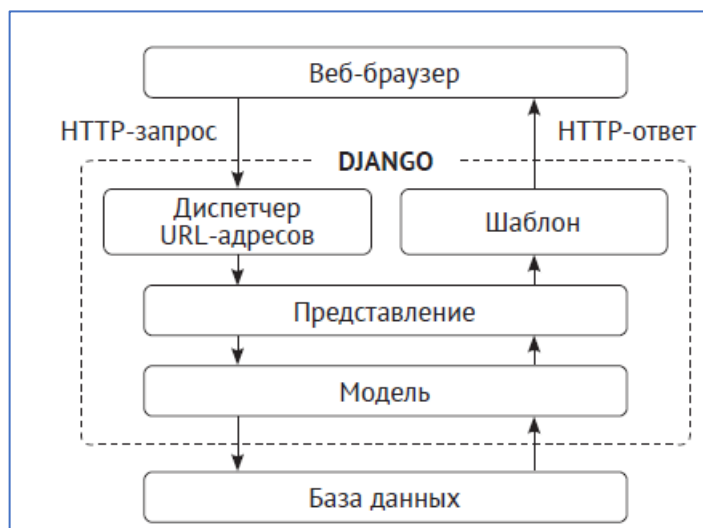 Веб-браузер
HTTP-запрос
HTTP-ответ
DJANGO
Диспетчер
URL-адресов
Шаблон
Представление
Модель
База данных